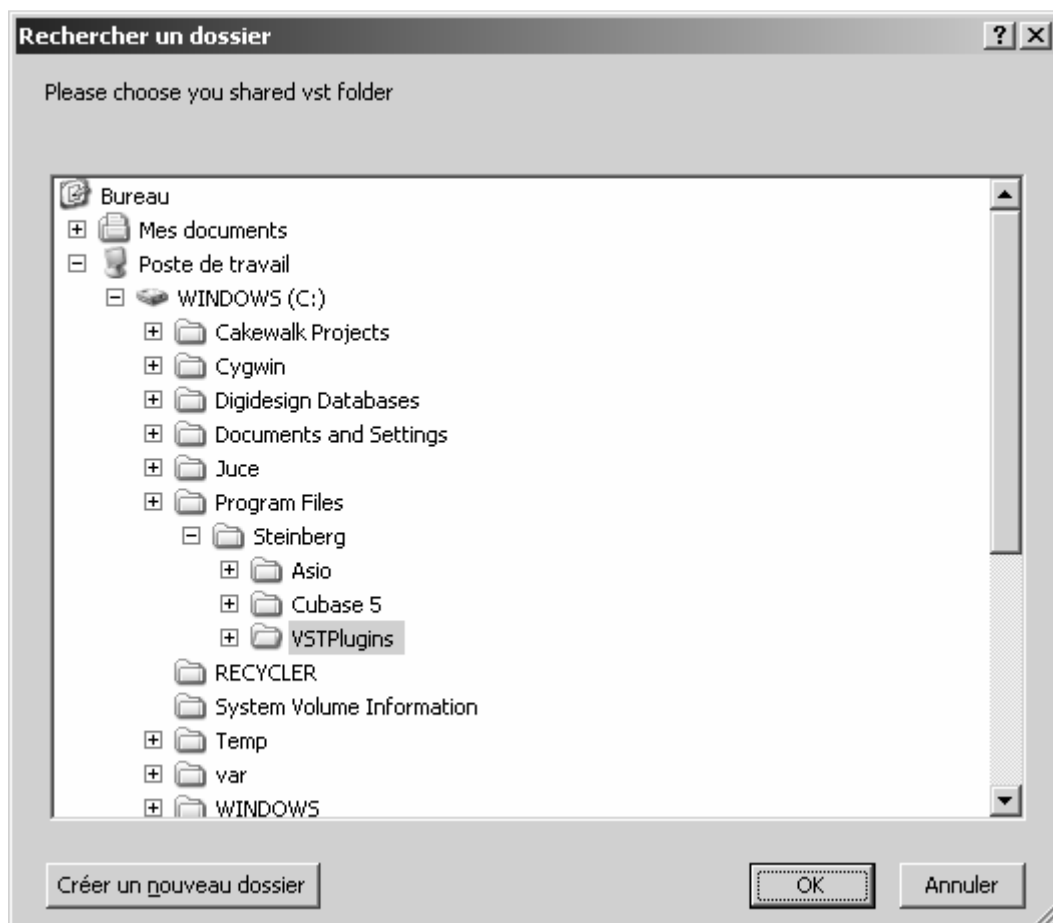 Rechercher un dossier
Please choose you shared vst folder
Bureau
Mes documents
Poste de travail
WINDOWS (C:)
Cakewalk Projects
Cygwin
Digidesign Databases
Documents and Settings
Juce
Program Files
Steinberg
Asio
Cubase 5
VSTPlugins
RECYCLER
System Volume Information
Temp
var
WINDOWS
Créer un nouveau dossier
OK
Annuler